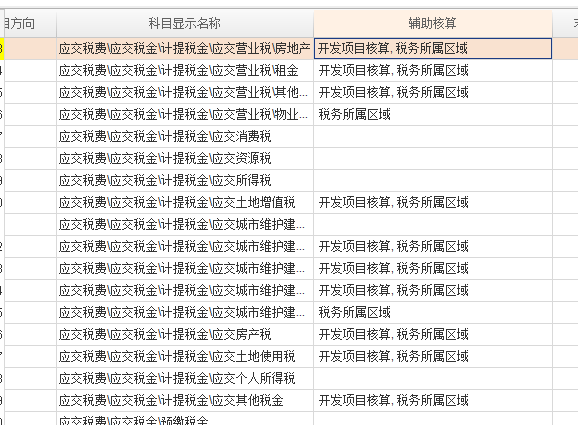 目方向 科目显示名称 辅助核算
3 应交税费\应交税金\计提税金\应交营业税\房地产 开发项目核算, 税务所属区域
4 应交税费\应交税金\计提税金\应交营业税\租金 开发项目核算, 税务所属区域
5 应交税费\应交税金\计提税金\应交营业税\其他... 开发项目核算, 税务所属区域
6 应交税费\应交税金\计提税金\应交营业税\物业... 税务所属区域
7 应交税费\应交税金\计提税金\应交消费税
8 应交税费\应交税金\计提税金\应交资源税
9 应交税费\应交税金\计提税金\应交所得税
0 应交税费\应交税金\计提税金\应交土地增值税 开发项目核算, 税务所属区域
应交税费\应交税金\计提税金\应交城市维护建...
2 应交税费\应交税金\计提税金\应交城市维护建... 开发项目核算, 税务所属区域
3 应交税费\应交税金\计提税金\应交城市维护建... 开发项目核算, 税务所属区域
4 应交税费\应交税金\计提税金\应交城市维护建... 开发项目核算, 税务所属区域
5 应交税费\应交税金\计提税金\应交城市维护建... 税务所属区域
6 应交税费\应交税金\计提税金\应交房产税 开发项目核算, 税务所属区域
7 应交税费\应交税金\计提税金\应交土地使用税 开发项目核算, 税务所属区域
8 应交税费\应交税金\计提税金\应交个人所得税
9 应交税费\应交税金\计提税金\应交其他税金 开发项目核算, 税务所属区域
应交税费\应交税金\预缴税金